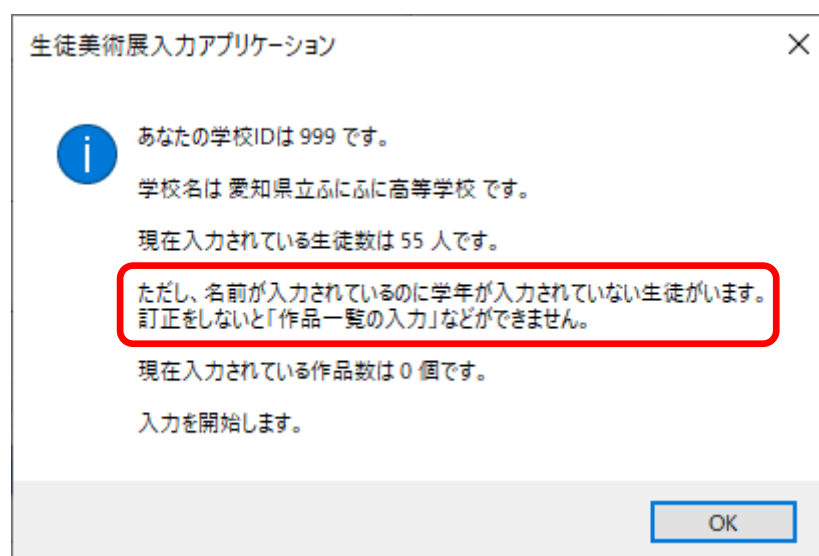 生徒美術展入力アプリケーション
あなたの学校IDは 999 です。
学校名は 愛知県立ふにふに高等学校 です。
現在入力されている生徒数は 55 人です。
ただし、名前が入力されているのに学年が入力されていない生徒がいます。
訂正をしないと「作品一覧の入力」などができません。
現在入力されている作品数は 0 個です。
入力を開始します。
OK